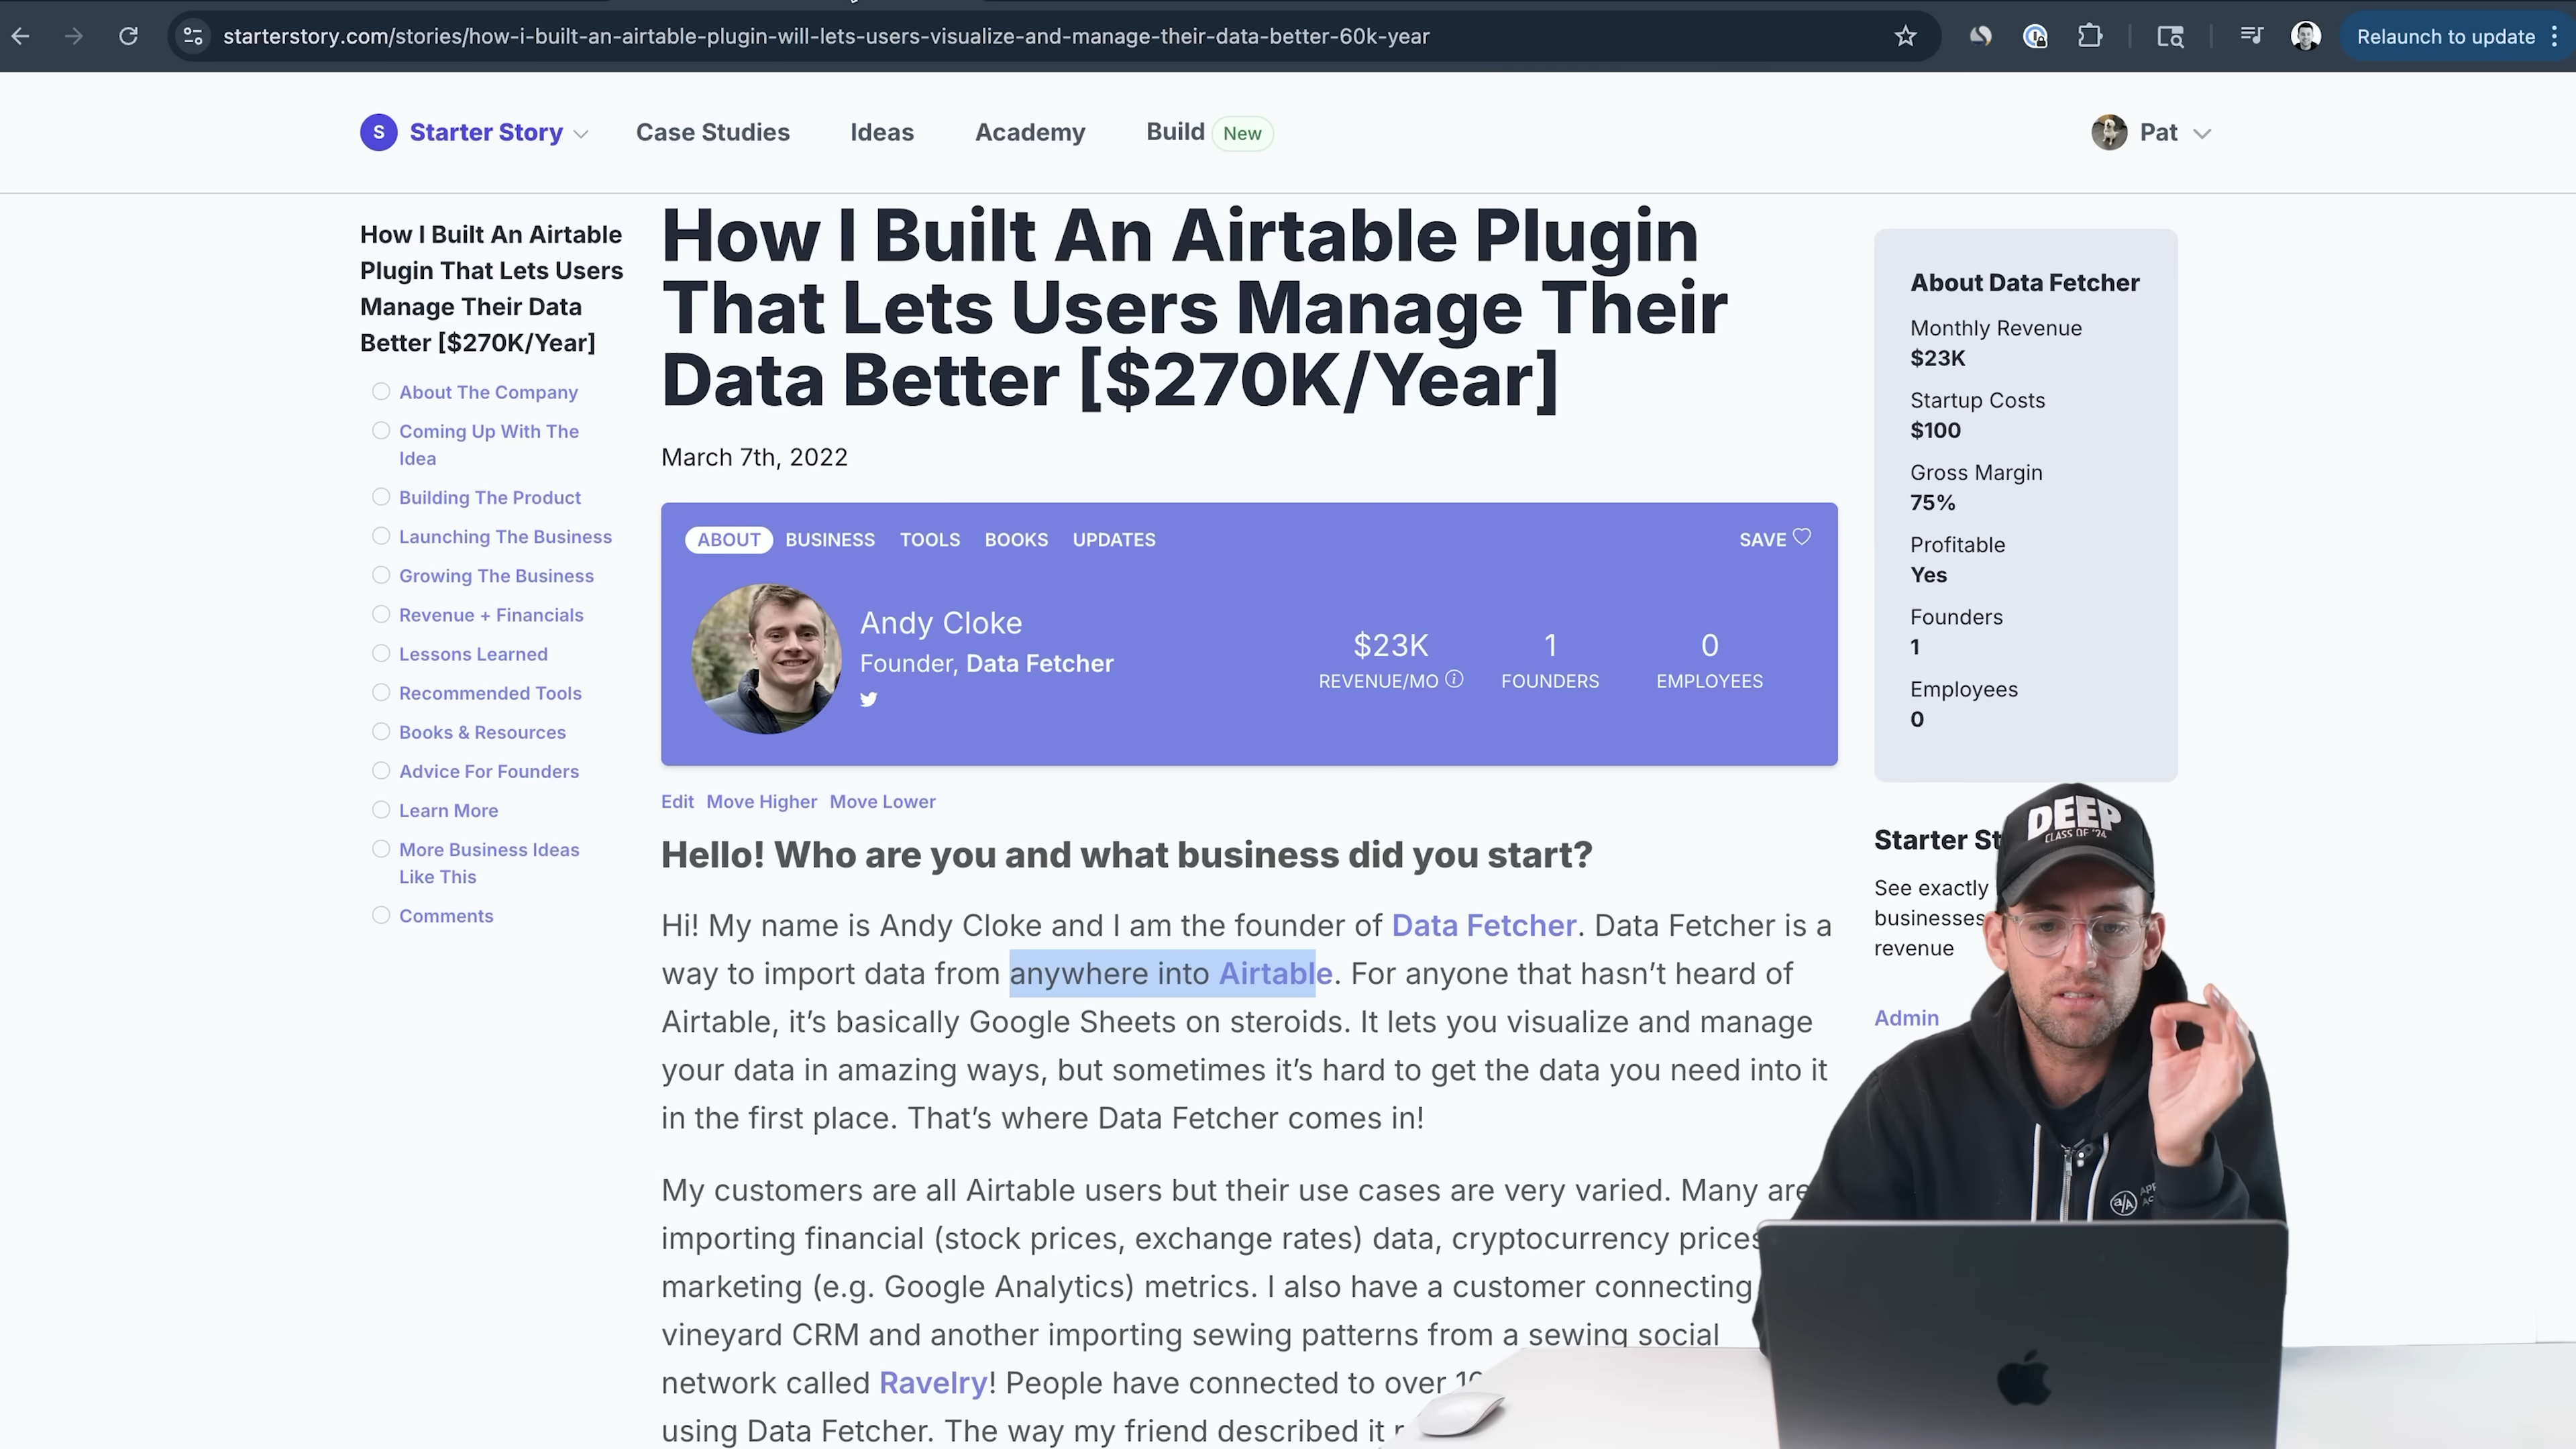 starterstory.com/stories/how-i-built-an-airtable-plugin-will-lets-users-visualize-and-manage-their-data-better-60k-year
Relaunch to update
S Starter Story
Case Studies
Ideas
Academy
Build New
Pat
How I Built An Airtable
Plugin That Lets Users
Manage Their Data
Better [$270K/Year]
About The Company
Coming Up With The
Idea
Building The Product
Launching The Business
Growing The Business
Revenue + Financials
Lessons Learned
Recommended Tools
Books & Resources
Advice For Founders
Learn More
More Business Ideas
Like This
Comments
How I Built An Airtable Plugin
That Lets Users Manage Their
Data Better [$270K/Year]
March 7th, 2022
ABOUT BUSINESS TOOLS BOOKS UPDATES
SAVE
Andy Cloke
Founder, Data Fetcher
$23K
REVENUE/MO
1
FOUNDERS
0
EMPLOYEES
Edit Move Higher Move Lower
Hello! Who are you and what business did you start?
Hi! My name is Andy Cloke and I am the founder of Data Fetcher. Data Fetcher is a
way to import data from anywhere into Airtable. For anyone that hasn’t heard of
Airtable, it’s basically Google Sheets on steroids. It lets you visualize and manage
your data in amazing ways, but sometimes it’s hard to get the data you need into it
in the first place. That’s where Data Fetcher comes in!
My customers are all Airtable users but their use cases are very varied. Many are
importing financial (stock prices, exchange rates) data, cryptocurrency prices
marketing (e.g. Google Analytics) metrics. I also have a customer connecting
vineyard CRM and another importing sewing patterns from a sewing social
network called Ravelry! People have connected to over
using Data Fetcher. The way my friend described it
About Data Fetcher
Monthly Revenue
$23K
Startup Costs
$100
Gross Margin
75%
Profitable
Yes
Founders
1
Employees
0
Starter St
See exactly
businesses
revenue
Admin
DEEP
CLASS OF '74
a/A